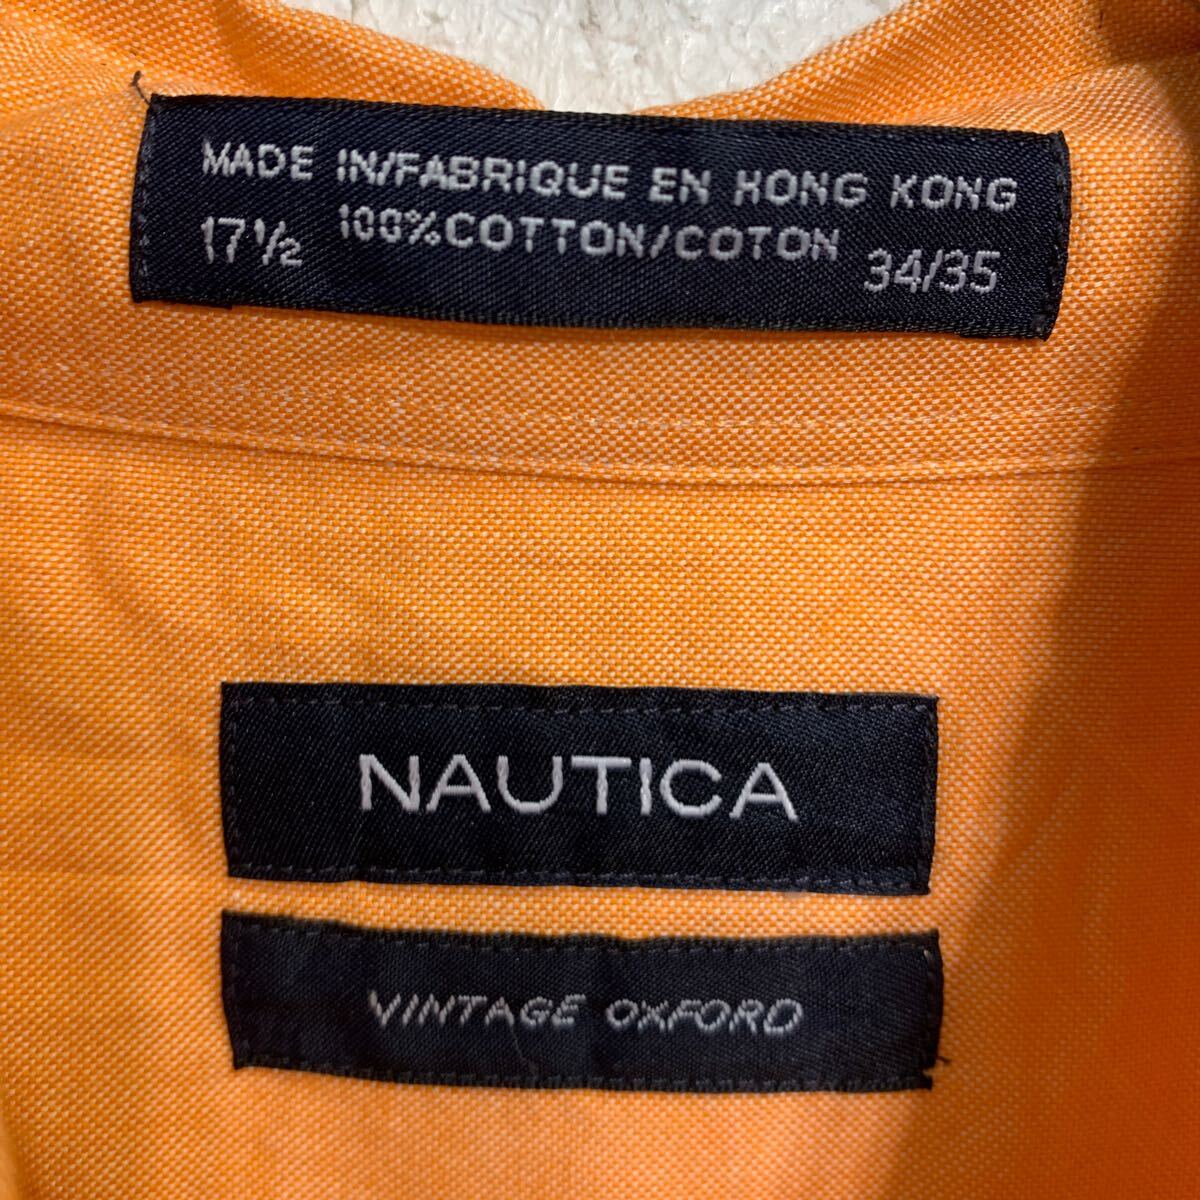 MADE IN/FABRIQUE EN HONG KONG
17½ 100% COTTON/COTON 34/35
NAUTICA
VINTAGE OXFORD